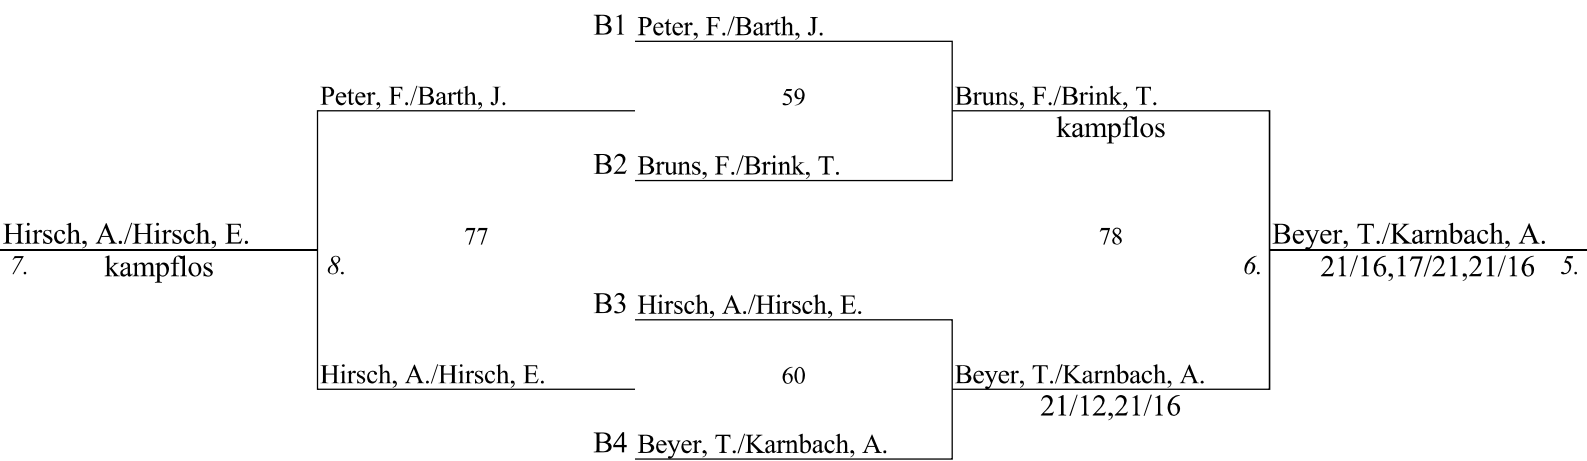 B1 Peter, F./Barth, J.
Peter, F./Barth, J.
59
Bruns, F./Brink, T.
kampflos
B2 Bruns, F./Brink, T.
Hirsch, A./Hirsch, E.
77
78
Beyer, T./Karnbach, A.
7.
kampflos
8.
6.
21/16,17/21,21/16
5.
B3 Hirsch, A./Hirsch, E.
Hirsch, A./Hirsch, E.
60
Beyer, T./Karnbach, A.
21/12,21/16
B4 Beyer, T./Karnbach, A.